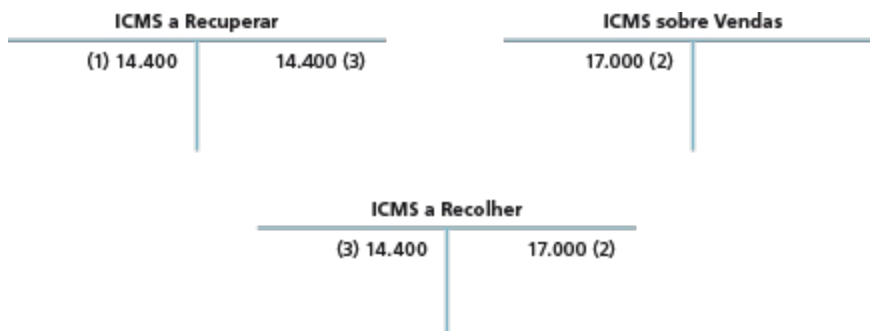 ICMS a Recuperar
ICMS sobre Vendas
(1) 14.400 14.400 (3)
17.000 (2)
ICMS a Recolher
(3) 14.400 17.000 (2)